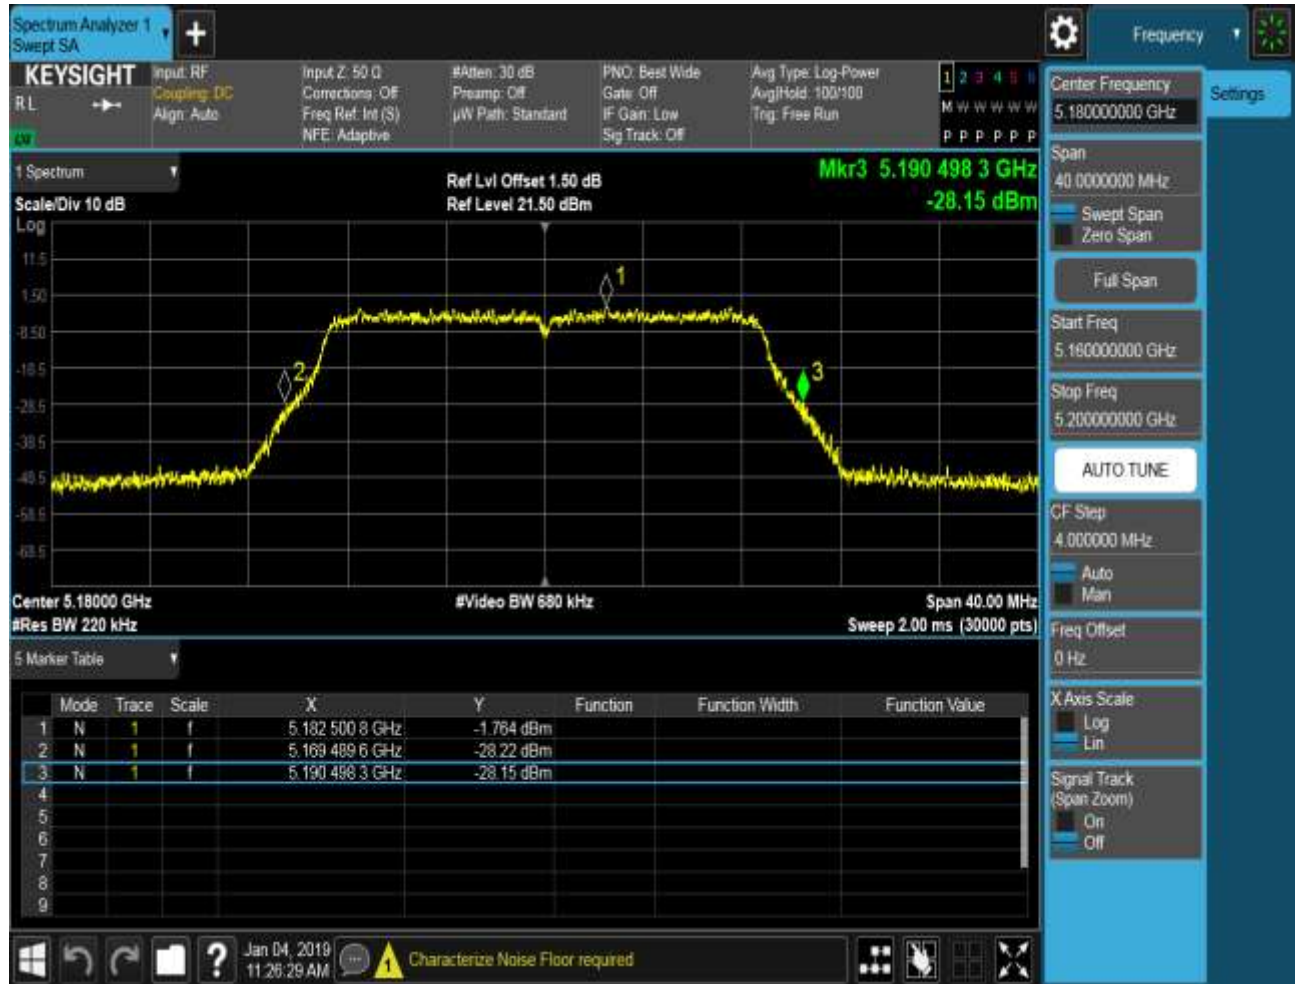 Spectrum Analyzer 1
Swept SA
+
Frequency
KEYSIGHT
R L
Input: RF
Coupling: DC
Align: Auto
Input Z: 50 Ω
Corrections: Off
Freq Ref: Int (S)
NFE: Adaptive
#Atten: 30 dB
Preamp: Off
µW Path: Standard
PNO: Best Wide
Gate: Off
IF Gain: Low
Sig Track: Off
Avg Type: Log-Power
Avg|Hold: 100/100
Trig: Free Run
1 2 3 4 5 6
M W W W W W
P P P P P P
1 Spectrum
Scale/Div 10 dB
Ref Lvl Offset 1.50 dB
Ref Level 21.50 dBm
Mkr3 5.190 498 3 GHz
-28.15 dBm
Log
11.5
1.50
-8.50
-18.5
-28.5
-38.5
-48.5
-58.5
-68.5
1
2
3
Center 5.18000 GHz
#Video BW 680 kHz
Span 40.00 MHz
#Res BW 220 kHz
Sweep 2.00 ms (30000 pts)
5 Marker Table
Mode Trace Scale X Y Function Function Width Function Value
1 N 1 f 5.182 500 8 GHz -1.764 dBm
2 N 1 f 5.169 489 6 GHz -28.22 dBm
3 N 1 f 5.190 498 3 GHz -28.15 dBm
4
5
6
7
8
9
Jan 04, 2019
11:26:29 AM
Characterize Noise Floor required
Settings
Center Frequency
5.180000000 GHz
Span
40.0000000 MHz
Swept Span
Zero Span
Full Span
Start Freq
5.160000000 GHz
Stop Freq
5.200000000 GHz
AUTO TUNE
CF Step
4.000000 MHz
Auto
Man
Freq Offset
0 Hz
X Axis Scale
Log
Lin
Signal Track
(Span Zoom)
On
Off